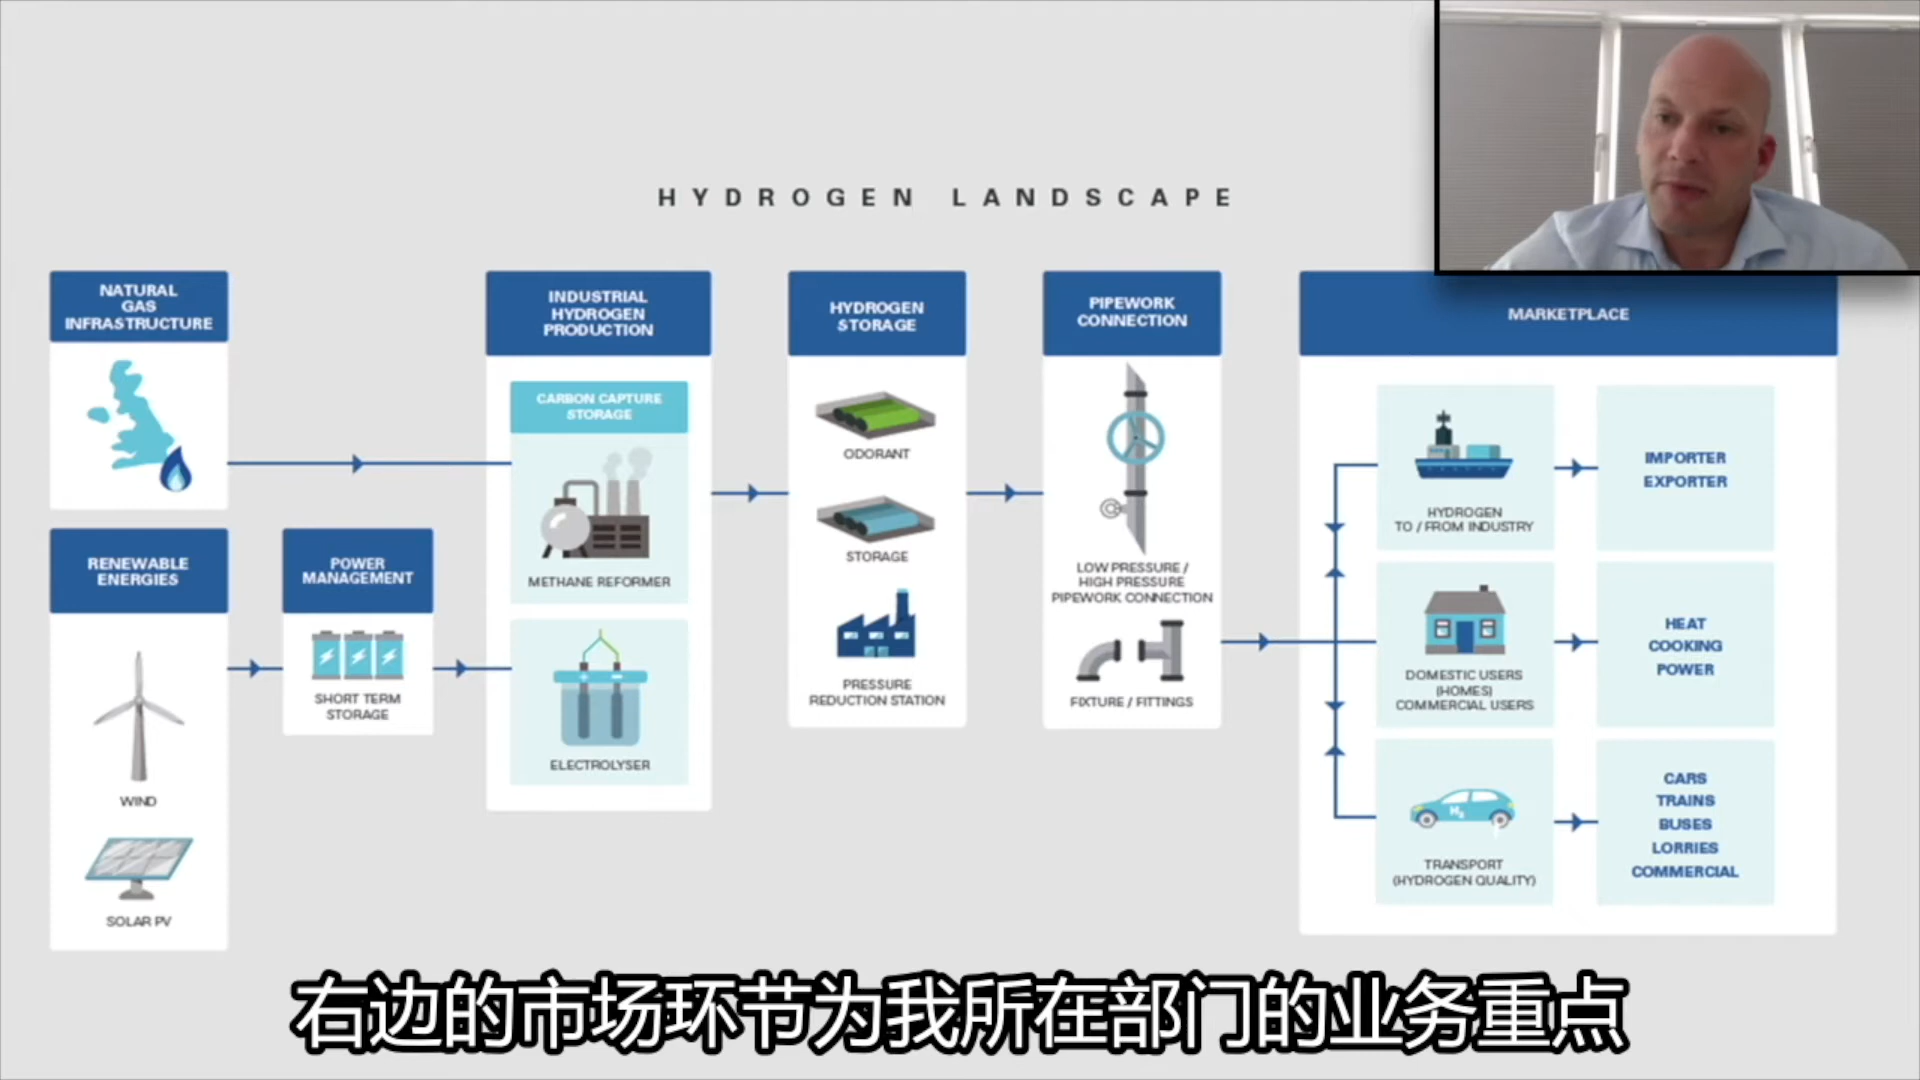 HYDROGEN LANDSCAPE
NATURAL
GAS
INFRASTRUCTURE
RENEWABLE
ENERGIES
WIND
SOLAR PV
POWER
MANAGEMENT
SHORT TERM
STORAGE
INDUSTRIAL
HYDROGEN
PRODUCTION
CARBON CAPTURE
STORAGE
METHANE REFORMER
ELECTROLYSER
HYDROGEN
STORAGE
ODORANT
STORAGE
PRESSURE
REDUCTION STATION
PIPEWORK
CONNECTION
LOW PRESSURE /
HIGH PRESSURE
PIPEWORK CONNECTION
FIXTURE / FITTINGS
MARKETPLACE
HYDROGEN
TO / FROM INDUSTRY
IMPORTER
EXPORTER
DOMESTIC USERS
(HOMES)
COMMERCIAL USERS
HEAT
COOKING
POWER
H2
TRANSPORT
(HYDROGEN QUALITY)
CARS
TRAINS
BUSES
LORRIES
COMMERCIAL
右边的市场环节为我所在部门的业务重点